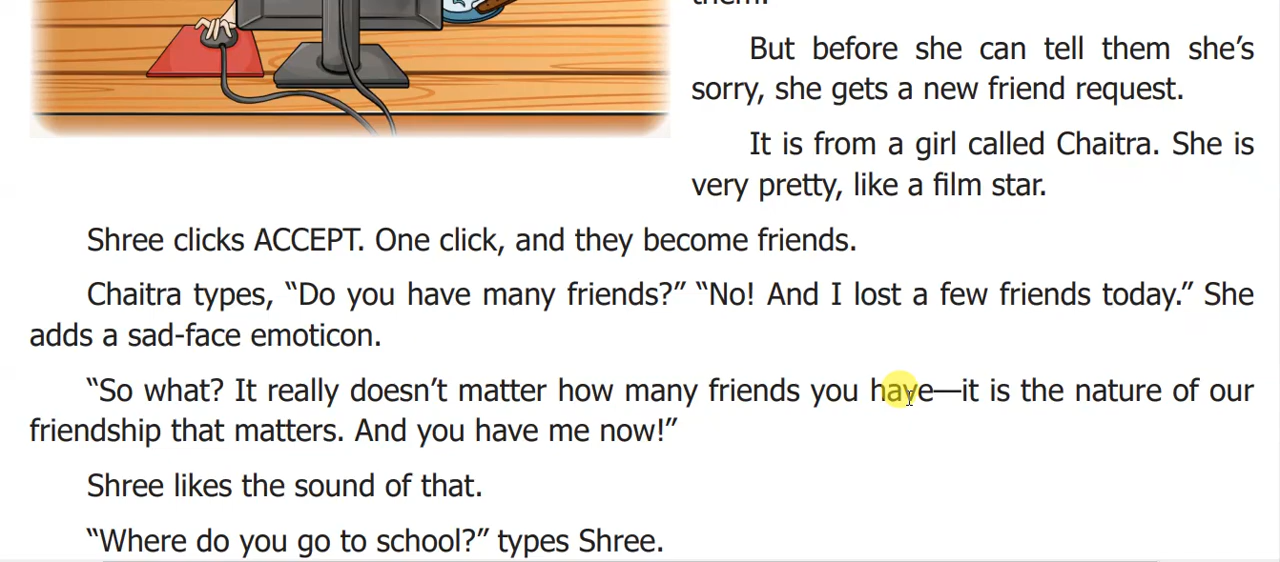 them.
But before she can tell them she's
sorry, she gets a new friend request.
It is from a girl called Chaitra. She is
very pretty, like a film star.
Shree clicks ACCEPT. One click, and they become friends.
Chaitra types, “Do you have many friends?” “No! And I lost a few friends today.” She
adds a sad-face emoticon.
“So what? It really doesn’t matter how many friends you have—it is the nature of our
friendship that matters. And you have me now!”
Shree likes the sound of that.
“Where do you go to school?” types Shree.